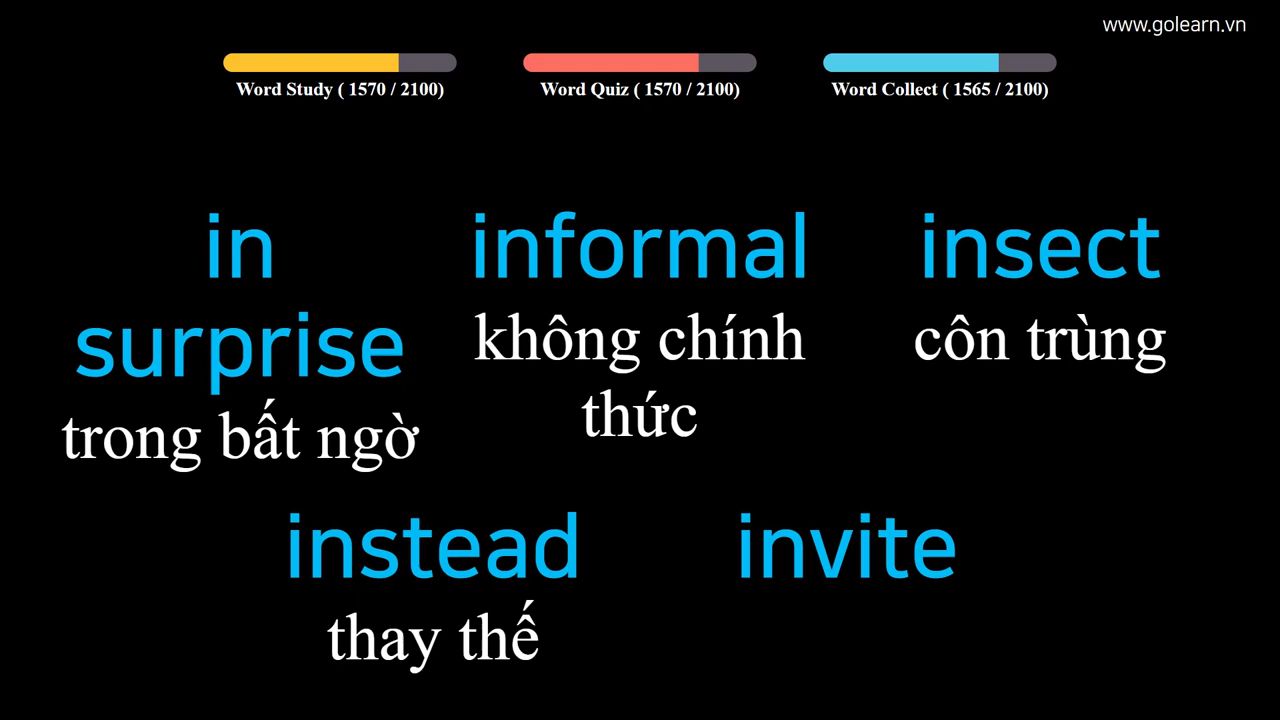 www.golearn.vn
Word Study ( 1570 / 2100)
Word Quiz ( 1570 / 2100)
Word Collect ( 1565 / 2100)
in
surprise
trong bất ngờ
informal
không chính
thức
insect
côn trùng
instead
thay thế
invite